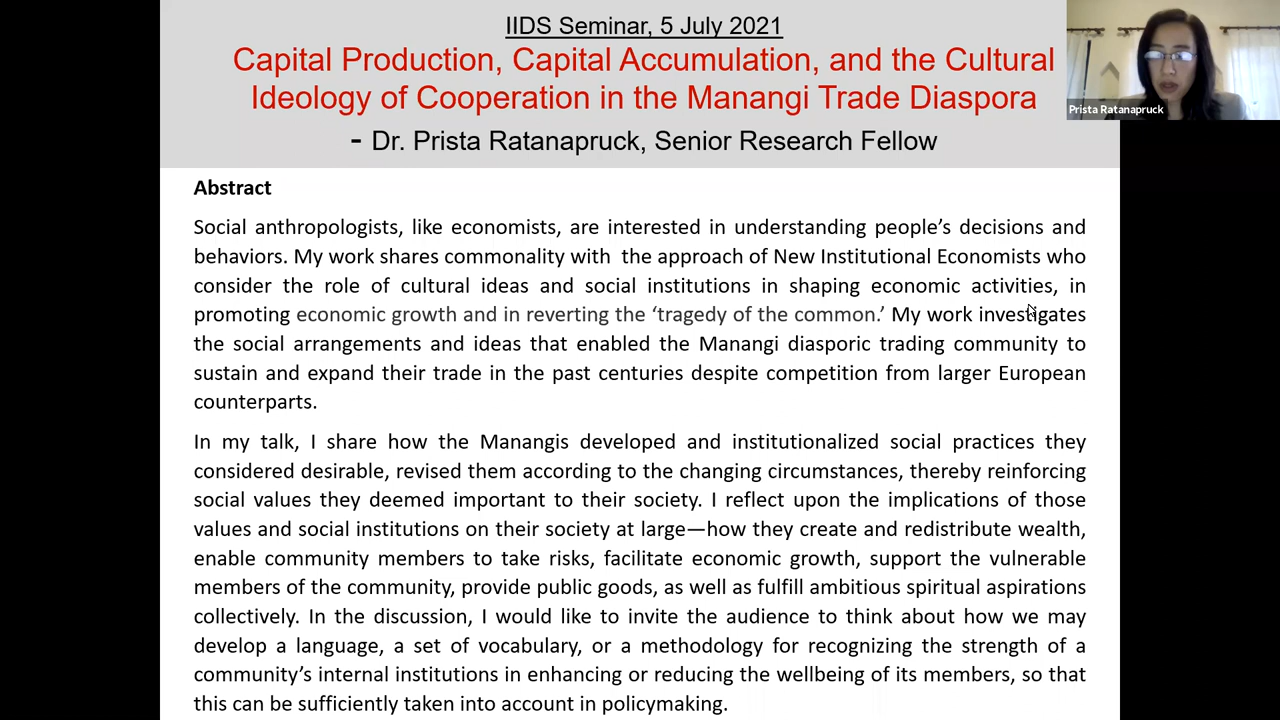 IIDS Seminar, 5 July 2021
Capital Production, Capital Accumulation, and the Cultural
Ideology of Cooperation in the Manangi Trade Diaspora
- Dr. Prista Ratanapruck, Senior Research Fellow
Prista Ratanapruck
Abstract
Social anthropologists, like economists, are interested in understanding people’s decisions and
behaviors. My work shares commonality with the approach of New Institutional Economists who
consider the role of cultural ideas and social institutions in shaping economic activities, in
promoting economic growth and in reverting the ‘tragedy of the common.’ My work investigates
the social arrangements and ideas that enabled the Manangi diasporic trading community to
sustain and expand their trade in the past centuries despite competition from larger European
counterparts.
In my talk, I share how the Manangis developed and institutionalized social practices they
considered desirable, revised them according to the changing circumstances, thereby reinforcing
social values they deemed important to their society. I reflect upon the implications of those
values and social institutions on their society at large—how they create and redistribute wealth,
enable community members to take risks, facilitate economic growth, support the vulnerable
members of the community, provide public goods, as well as fulfill ambitious spiritual aspirations
collectively. In the discussion, I would like to invite the audience to think about how we may
develop a language, a set of vocabulary, or a methodology for recognizing the strength of a
community’s internal institutions in enhancing or reducing the wellbeing of its members, so that
this can be sufficiently taken into account in policymaking.